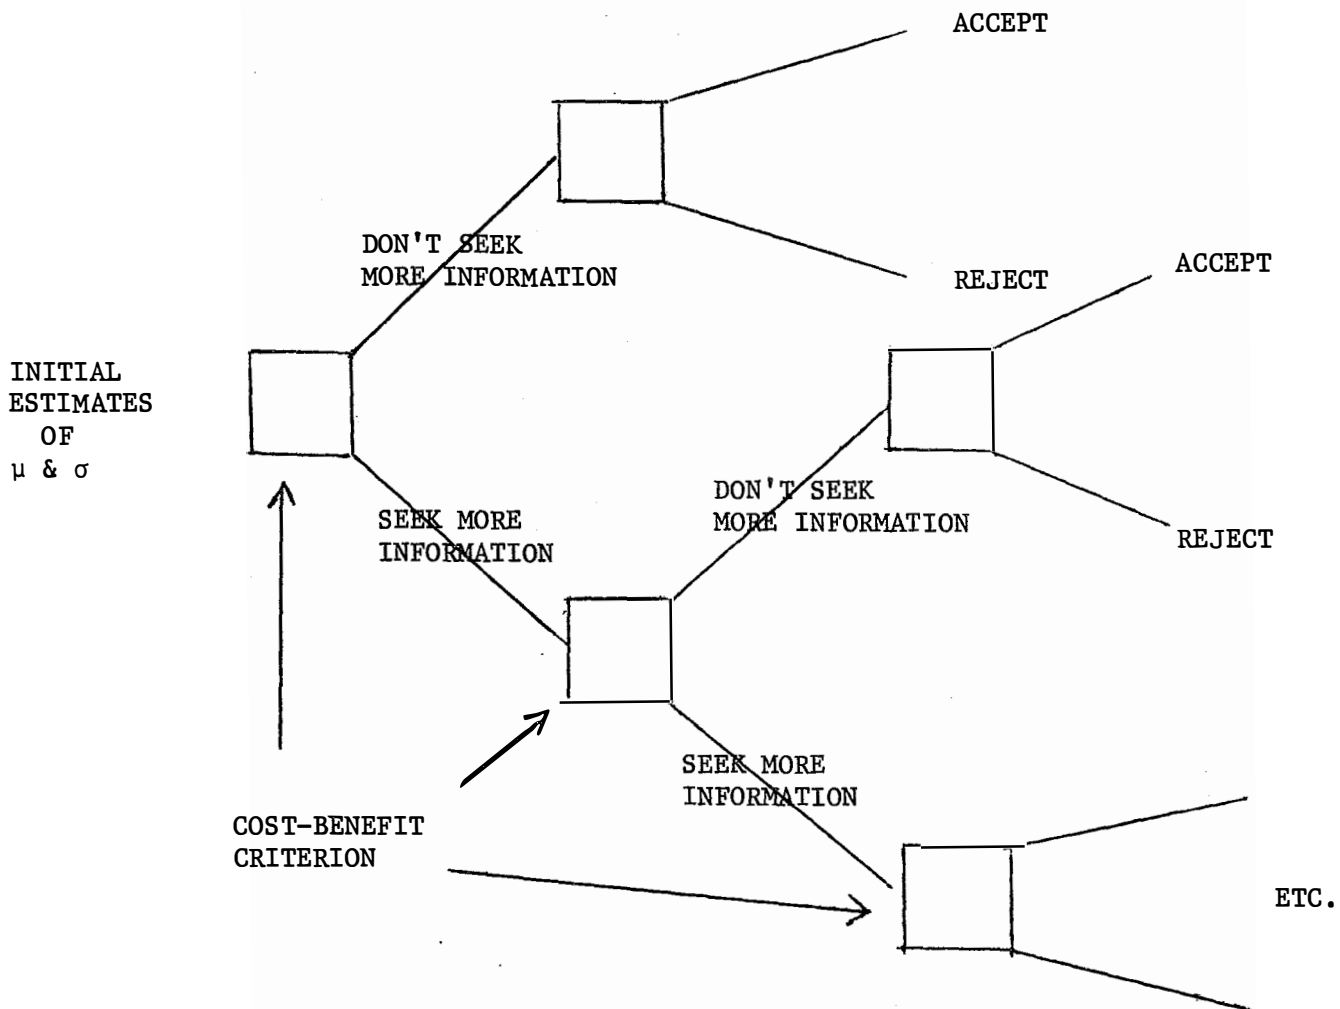 ACCEPT
DON'T SEEK
MORE INFORMATION
REJECT
ACCEPT
INITIAL
ESTIMATES
OF
μ & σ
SEEK MORE
INFORMATION
DON'T SEEK
MORE INFORMATION
REJECT
SEEK MORE
INFORMATION
COST-BENEFIT
CRITERION
ETC.